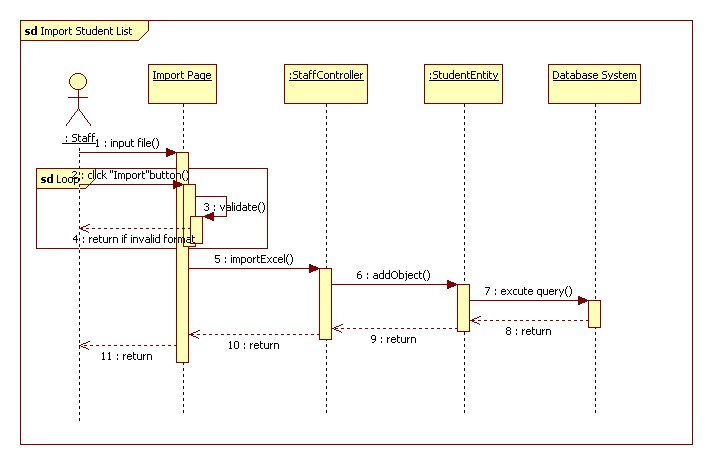 sd Import Student List
Import Page
:StaffController
:StudentEntity
Database System
: Staff
1 : input file()
sd Loop
2 : click "Import"button()
3 : validate()
4 : return if invalid format
5 : importExcel()
6 : addObject()
7 : excute query()
8 : return
9 : return
10 : return
11 : return